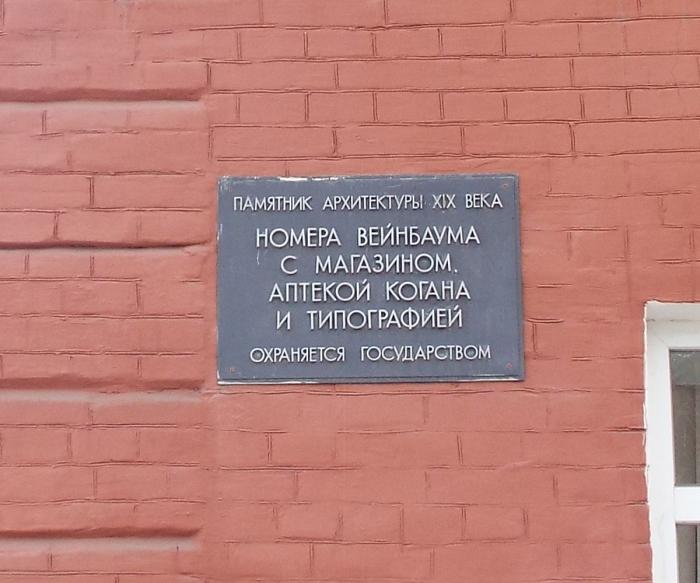 ПАМЯТНИК АРХИТЕКТУРЫ XIX ВЕКА
НОМЕРА ВЕЙНБАУМА
С МАГАЗИНОМ.
АПТЕКОЙ КОГАНА
И ТИПОГРАФИЕЙ
ОХРАНЯЕТСЯ ГОСУДАРСТВОМ